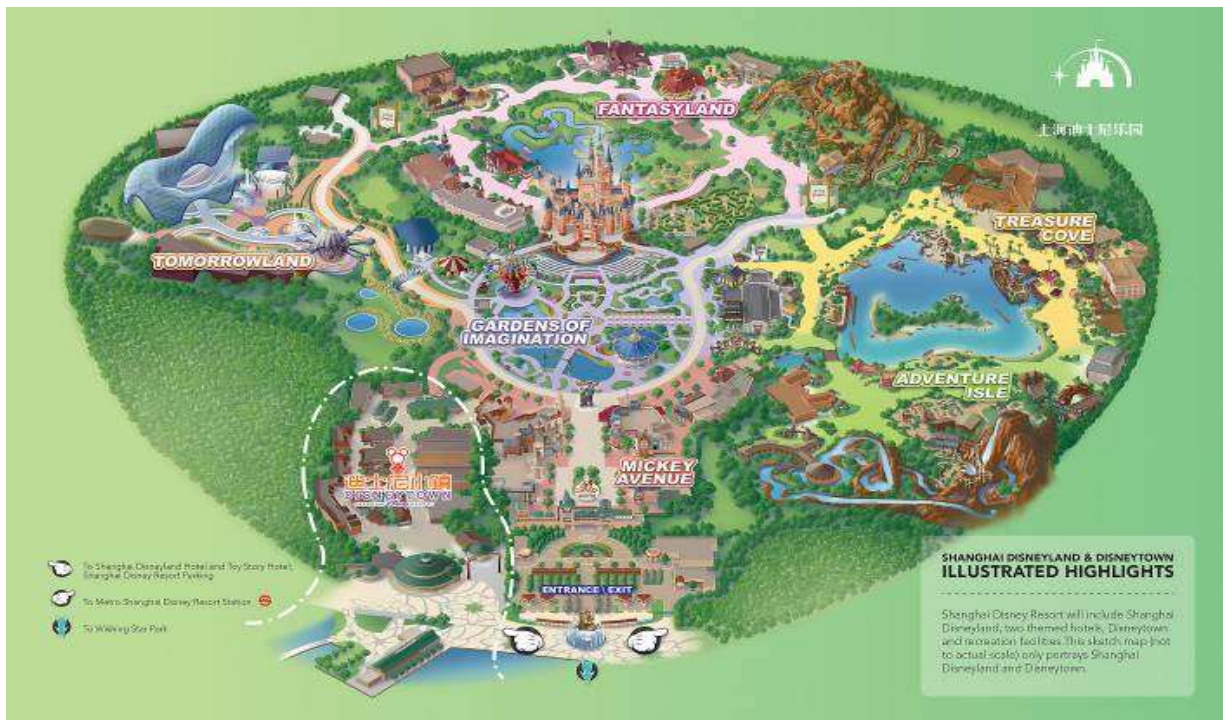 上海迪士尼乐园
FANTASYLAND
TREASURE
COVE
TOMORROWLAND
GARDENS OF
IMAGINATION
ADVENTURE
ISLE
MICKEY
AVENUE
迪士尼小镇
DISNEYTOWN
ENTRANCE \ EXIT
To Shanghai Disneyland Hotel and Toy Story Hotel,
Shanghai Disney Resort Parking
To Metro Shanghai Disney Resort Station
To Wishing Star Park
SHANGHAI DISNEYLAND & DISNEYTOWN
ILLUSTRATED HIGHLIGHTS
Shanghai Disney Resort will include Shanghai
Disneyland, two themed hotels, Disneytown
and recreation facilities. This sketch map (not
to actual scale) only portrays Shanghai
Disneyland and Disneytown.